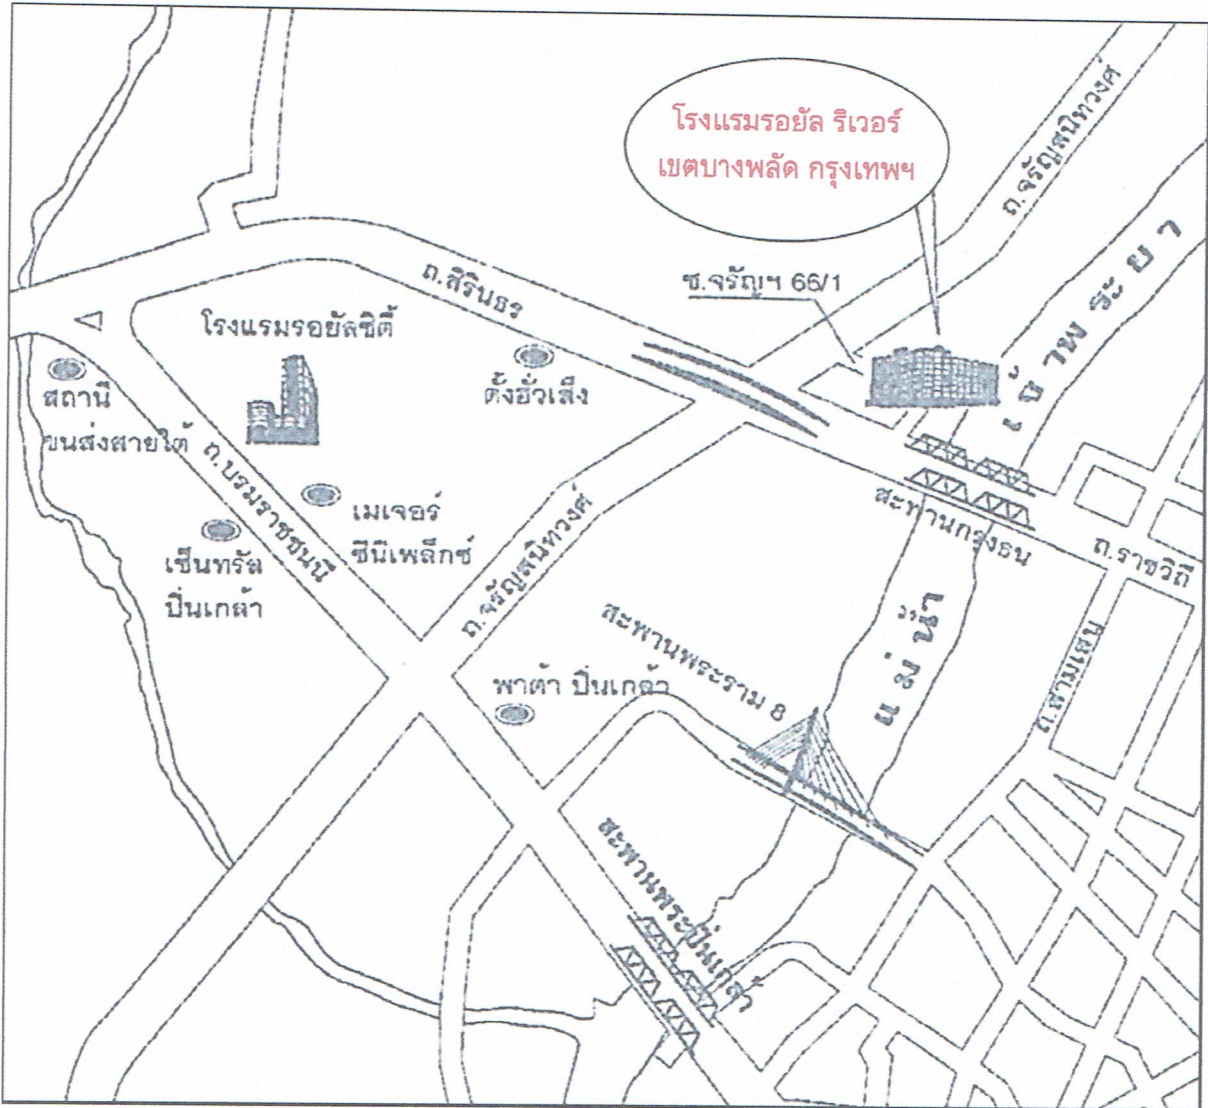 โรงแรมรอยัล ริเวอร์
เขตบางพลัด กรุงเทพฯ
ถ.จรัญสนิทวงศ์
ซ.จรัญฯ 66/1
ถ.สิรินธร
เจ้าพระยา
โรงแรมรอยัลซิตี้
สถานี
ขนส่งสายใต้
ตั้งฮั่วเส็ง
ถ.บรมราชชนนี
เมเจอร์
ซีนีเพล็กซ์
เซ็นทรัล
ปิ่นเกล้า
ถ.จรัญสนิทวงศ์
สะพานกรุงธน
ถ.ราชวิถี
แม่น้ำ
สะพานพระราม 8
ถ.สามเสน
พาต้า ปิ่นเกล้า
สะพานพระปิ่นเกล้า